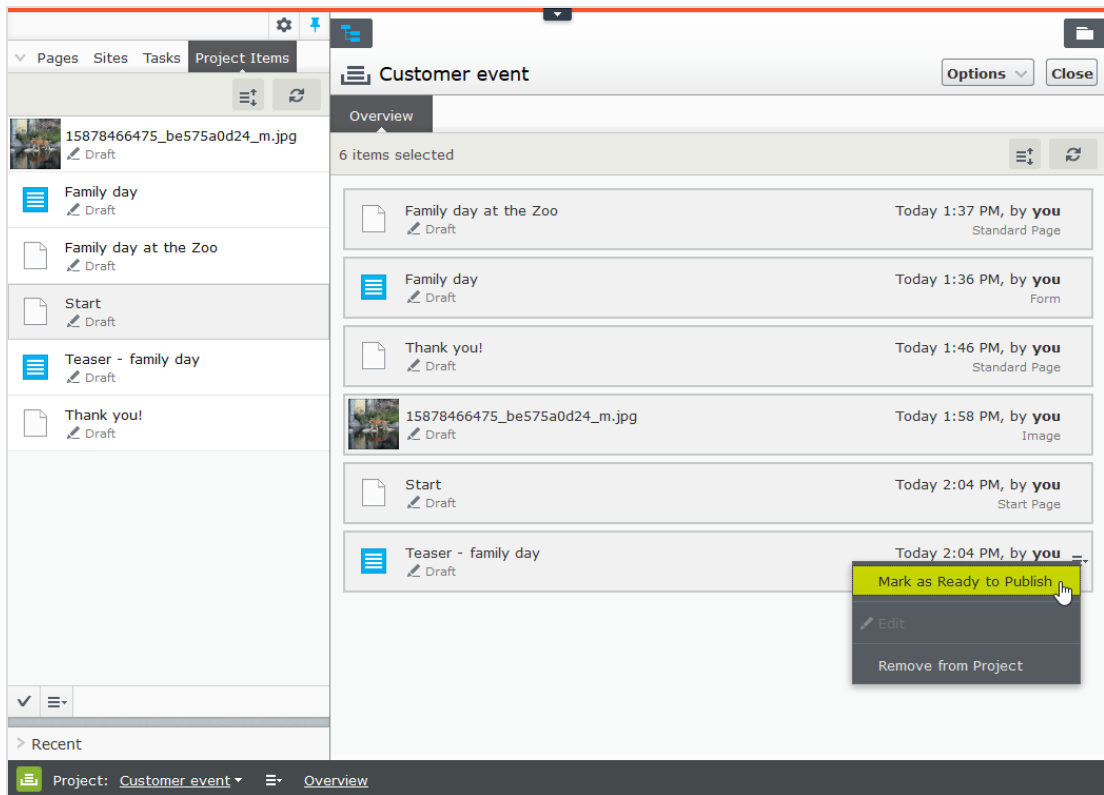 Pages Sites Tasks Project Items
15878466475_be575a0d24_m.jpg
Draft
Family day
Draft
Family day at the Zoo
Draft
Start
Draft
Teaser - family day
Draft
Thank you!
Draft
Recent
Customer event
Options
Close
Overview
6 items selected
Family day at the Zoo
Draft
Today 1:37 PM, by you
Standard Page
Family day
Draft
Today 1:36 PM, by you
Form
Thank you!
Draft
Today 1:46 PM, by you
Standard Page
15878466475_be575a0d24_m.jpg
Draft
Today 1:58 PM, by you
Image
Start
Draft
Today 2:04 PM, by you
Start Page
Teaser - family day
Draft
Today 2:04 PM, by you
Mark as Ready to Publish
Edit
Remove from Project
Project: Customer event Overview